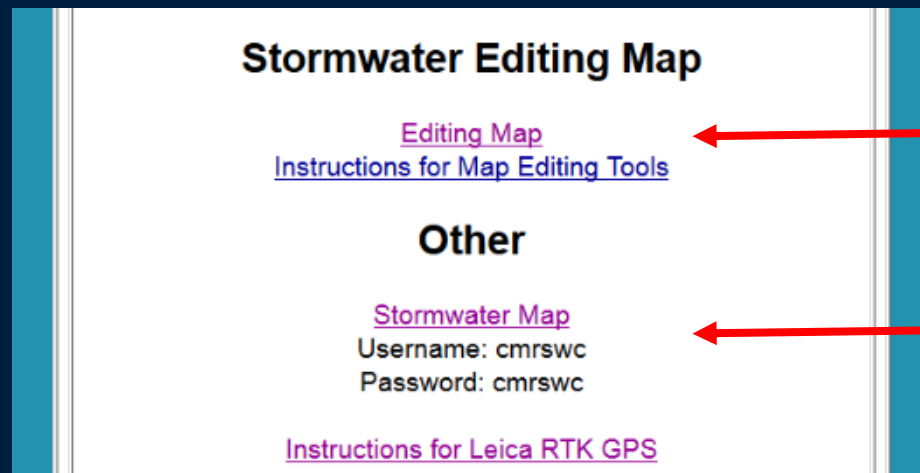 Stormwater Editing Map
Editing Map
Instructions for Map Editing Tools
Other
Stormwater Map
Username: cmrswc
Password: cmrswc
Instructions for Leica RTK GPS